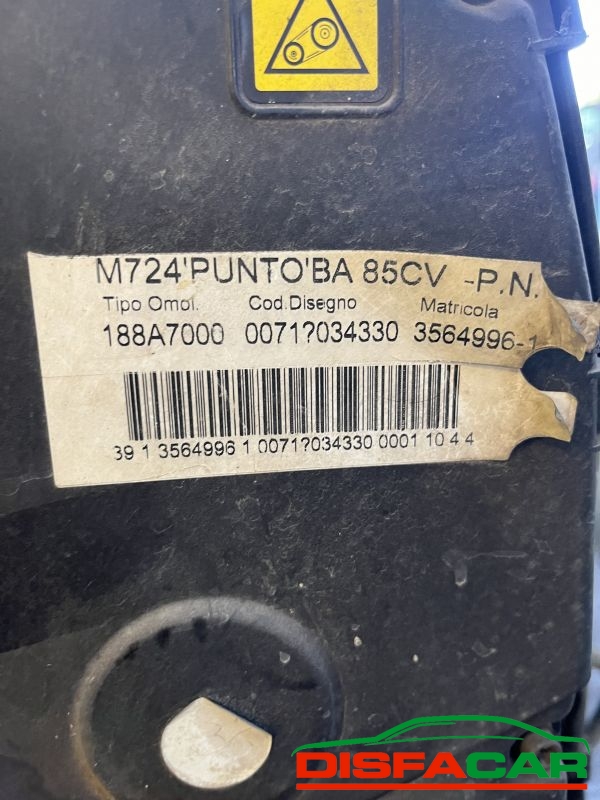 M724'PUNTO'BA 85CV -P.N.
Tipo Omol. Cod.Disegno Matricola
188A7000 0071?034330 3564996-1
39 1 3564996 1 0071?034330 0001 10 4 4
DISFACAR